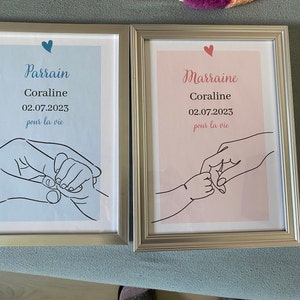 Parrain
Coraline
02.07.2023
pour la vie
Marraine
Coraline
02.07.2023
pour la vie